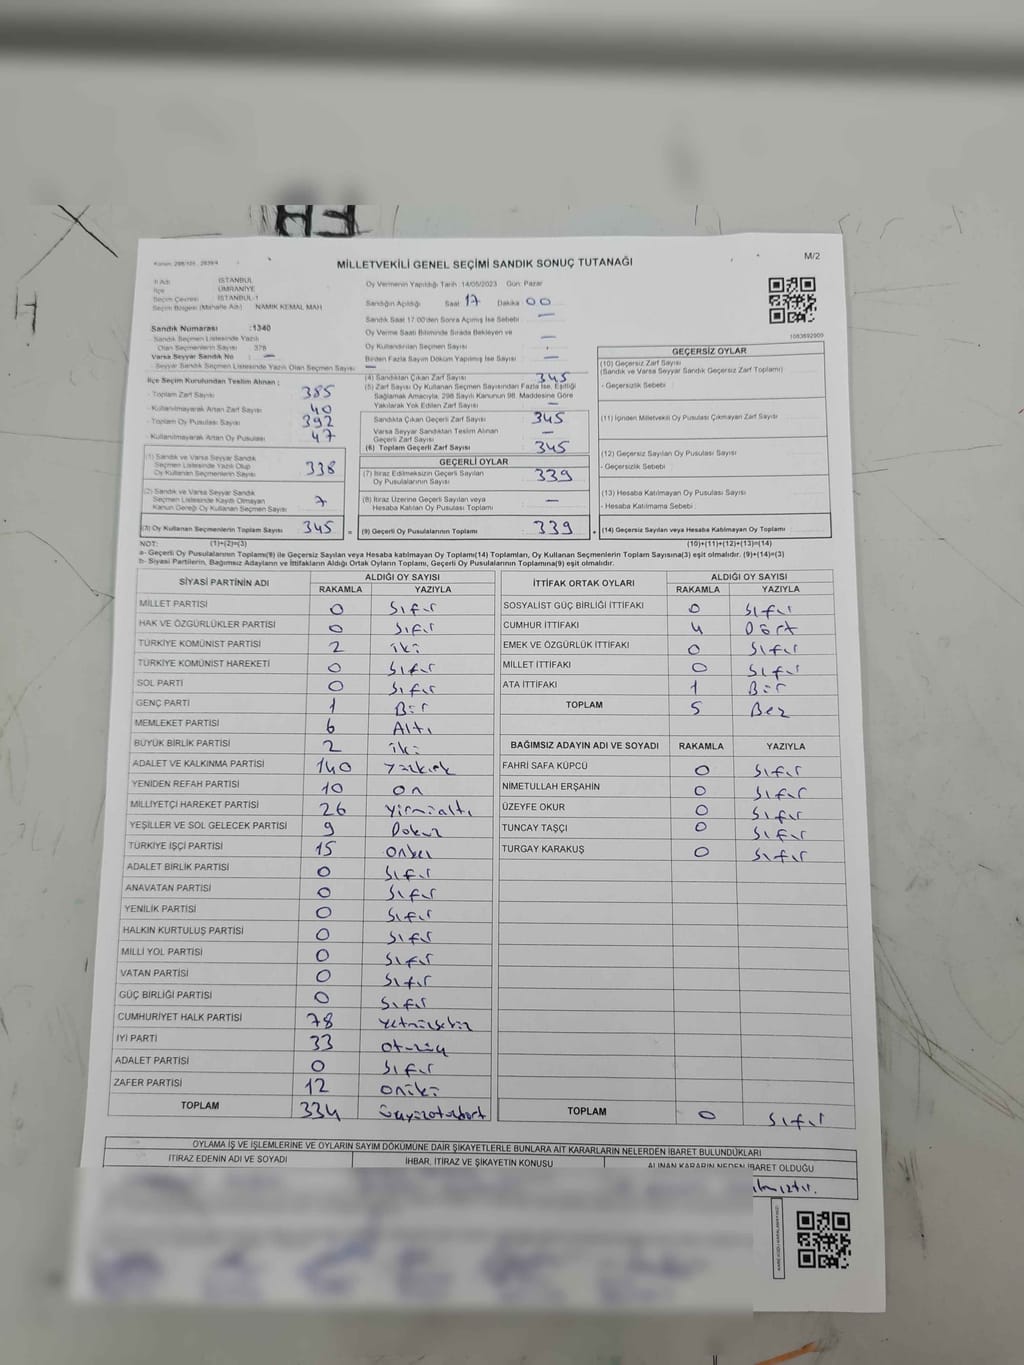 FA
H
M/2
MİLLETVEKİLİ GENEL SEÇİMİ SANDIK SONUÇ TUTANAĞI
İl Adı : İSTANBUL
İlçe : ÜMRANİYE
Seçim Çevresi : İSTANBUL-1
Seçim Bölgesi (Mahalle Adı) : NAMIK KEMAL MAH
Oy Vermenin Yapıldığı Tarih : 14/05/2023 Gün: Pazar
Sandığın Açıldığı Saat 17 Dakika 00
Sandık Saat 17:00'den Sonra Açılmış İse Sebebi —
Oy Verme Saati Bitiminde Sırada Bekleyen ve
Oy Kullandırılan Seçmen Sayısı —
Birden Fazla Sayım Döküm Yapılmış İse Sayısı —
1083692900
Sandık Numarası : 1340
Sandık Seçmen Listesinde Yazılı
Olan Seçmenlerin Sayısı : 378
Varsa Seyyar Sandık No : —
Seyyar Sandık Seçmen Listesinde Yazılı Olan Seçmen Sayısı : —
İlçe Seçim Kurulundan Teslim Alınan ;
- Toplam Zarf Sayısı 385
- Kullanılmayarak Artan Zarf Sayısı 40
- Toplam Oy Pusulası Sayısı 392
- Kullanılmayarak Artan Oy Pusulası 47
(1) Sandık ve Varsa Seyyar Sandık
Seçmen Listesinde Yazılı Olup
Oy Kullanan Seçmenlerin Sayısı 338
(2) Sandık ve Varsa Seyyar Sandık
Seçmen Listesinde Kayıtlı Olmayan
Kanun Gereği Oy Kullanan Seçmen Sayısı 7
(3) Oy Kullanan Seçmenlerin Toplam Sayısı 345 =
(4) Sandıktan Çıkan Zarf Sayısı 345
(5) Zarf Sayısı Oy Kullanan Seçmen Sayısından Fazla İse, Eşitliği
Sağlamak Amacıyla, 298 Sayılı Kanunun 98. Maddesine Göre
Yakılarak Yok Edilen Zarf Sayısı —
Sandıkta Çıkan Geçerli Zarf Sayısı 345
Varsa Seyyar Sandıktan Teslim Alınan
Geçerli Zarf Sayısı —
(6) Toplam Geçerli Zarf Sayısı 345
GEÇERLİ OYLAR
(7) İtiraz Edilmeksizin Geçerli Sayılan
Oy Pusulalarının Sayısı 339
(8) İtiraz Üzerine Geçerli Sayılan veya
Hesaba Katılan Oy Pusulası Toplamı —
(9) Geçerli Oy Pusulalarının Toplamı 339 +
GEÇERSİZ OYLAR
(10) Geçersiz Zarf Sayısı
(Sandık ve Varsa Seyyar Sandık Geçersiz Zarf Toplamı)
- Geçersizlik Sebebi :
(11) İçinden Milletvekili Oy Pusulası Çıkmayan Zarf Sayısı
(12) Geçersiz Sayılan Oy Pusulası Sayısı
- Geçersizlik Sebebi :
(13) Hesaba Katılmayan Oy Pusulası Sayısı
- Hesaba Katılmama Sebebi :
(14) Geçersiz Sayılan veya Hesaba Katılmayan Oy Toplamı
NOT: (1)+(2)=(3) (10)+(11)+(12)+(13)=(14)
a- Geçerli Oy Pusulalarının Toplamı(9) ile Geçersiz Sayılan veya Hesaba katılmayan Oy Toplamı(14) Toplamları, Oy Kullanan Seçmenlerin Toplam Sayısına(3) eşit olmalıdır. (9)+(14)=(3)
b- Siyasi Partilerin, Bağımsız Adayların ve İttifakların Aldığı Ortak Oyların Toplamı, Geçerli Oy Pusulalarının Toplamına(9) eşit olmalıdır.
SİYASİ PARTİNİN ADI ALDIĞI OY SAYISI
RAKAMLA YAZIYLA
MİLLET PARTİSİ 0 Sıfır
HAK VE ÖZGÜRLÜKLER PARTİSİ 0 Sıfır
TÜRKİYE KOMÜNİST PARTİSİ 2 iki
TÜRKİYE KOMÜNİST HAREKETİ 0 Sıfır
SOL PARTİ 0 Sıfır
GENÇ PARTİ 1 Bir
MEMLEKET PARTİSİ 6 Altı
BÜYÜK BİRLİK PARTİSİ 2 iki
ADALET VE KALKINMA PARTİSİ 140 yüzkırk
YENİDEN REFAH PARTİSİ 10 on
MİLLİYETÇİ HAREKET PARTİSİ 26 yirmialtı
YEŞİLLER VE SOL GELECEK PARTİSİ 9 Dokuz
TÜRKİYE İŞÇİ PARTİSİ 15 onbeş
ADALET BİRLİK PARTİSİ 0 Sıfır
ANAVATAN PARTİSİ 0 Sıfır
YENİLİK PARTİSİ 0 Sıfır
HALKIN KURTULUŞ PARTİSİ 0 Sıfır
MİLLİ YOL PARTİSİ 0 Sıfır
VATAN PARTİSİ 0 Sıfır
GÜÇ BİRLİĞİ PARTİSİ 0 Sıfır
CUMHURİYET HALK PARTİSİ 78 yetmişsekiz
İYİ PARTİ 33 otuzüç
ADALET PARTİSİ 0 Sıfır
ZAFER PARTİSİ 12 oniki
TOPLAM 334 üçyüzotuzdört
İTTİFAK ORTAK OYLARI ALDIĞI OY SAYISI
RAKAMLA YAZIYLA
SOSYALİST GÜÇ BİRLİĞİ İTTİFAKI 0 Sıfır
CUMHUR İTTİFAKI 4 Dört
EMEK VE ÖZGÜRLÜK İTTİFAKI 0 Sıfır
MİLLET İTTİFAKI 0 Sıfır
ATA İTTİFAKI 1 Bir
TOPLAM 5 Beş
BAĞIMSIZ ADAYIN ADI VE SOYADI RAKAMLA YAZIYLA
FAHRİ SAFA KÜPCÜ 0 Sıfır
NİMETULLAH ERŞAHİN 0 Sıfır
ÜZEYFE OKUR 0 Sıfır
TUNCAY TAŞÇI 0 Sıfır
TURGAY KARAKUŞ 0 Sıfır
TOPLAM 0 Sıfır
OYLAMA İŞ VE İŞLEMLERİNE VE OYLARIN SAYIM DÖKÜMÜNE DAİR ŞİKAYETLERLE BUNLARA AİT KARARLARIN NELERDEN İBARET BULUNDUKLARI
İTİRAZ EDENİN ADI VE SOYADI İHBAR, İTİRAZ VE ŞİKAYETİN KONUSU ALINAN KARARIN NEDEN İBARET OLDUĞU